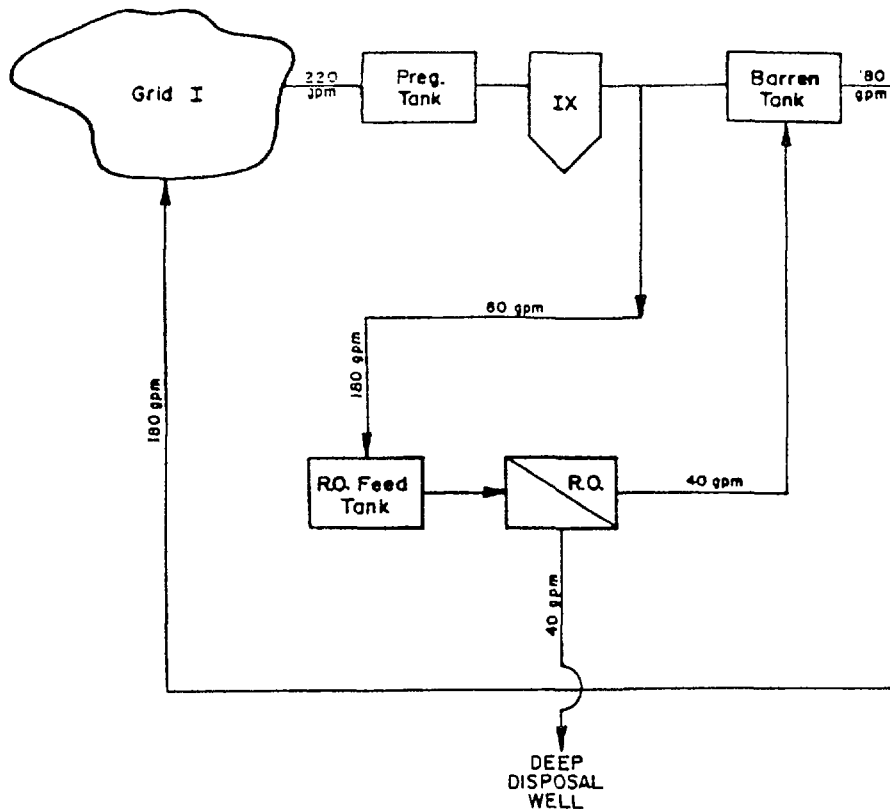 Grid I
220
gpm
Preg.
Tank
IX
Barren
Tank
180
gpm
gpm
180 gpm
180 gpm
R.O. Feed
Tank
R.O.
40 gpm
40 gpm
DEEP
DISPOSAL
WELL